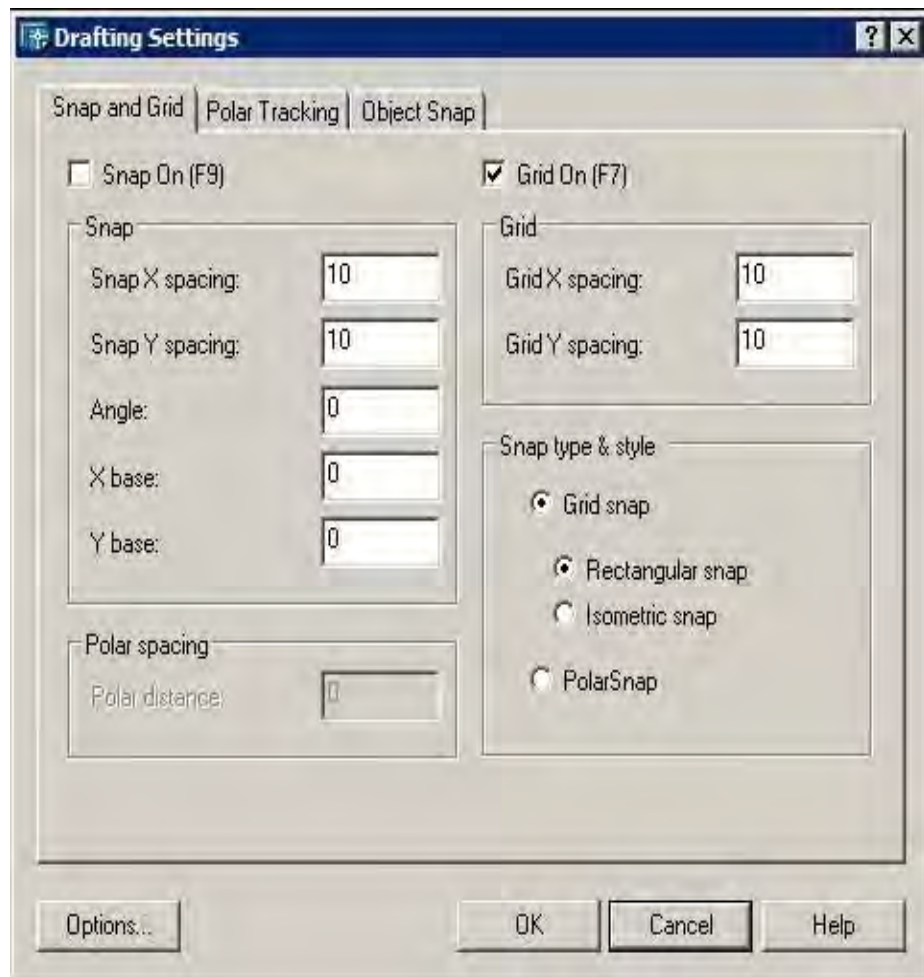 Drafting Settings
Snap and Grid Polar Tracking Object Snap
Snap On (F9)
Grid On (F7)
Snap
Snap X spacing: 10
Snap Y spacing: 10
Angle: 0
X base: 0
Y base: 0
Polar spacing
Polar distance: 0
Grid
Grid X spacing: 10
Grid Y spacing: 10
Snap type & style
Grid snap
Rectangular snap
Isometric snap
PolarSnap
Options... OK Cancel Help